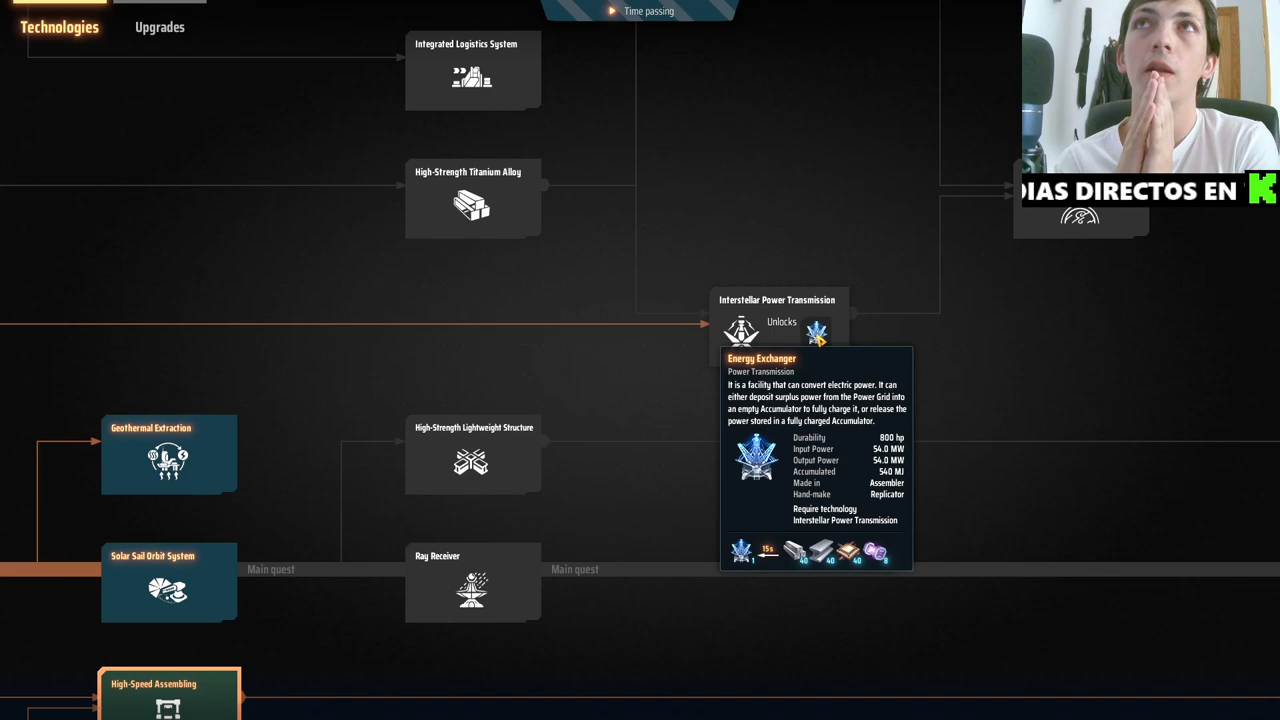 Technologies
Upgrades
Time passing
Integrated Logistics System
High-Strength Titanium Alloy
DIAS DIRECTOS EN K
Interstellar Power Transmission
Unlocks
Energy Exchanger
Power Transmission
It is a facility that can convert electric power. It can
either deposit surplus power from the Power Grid into
an empty Accumulator to fully charge it, or release the
power stored in a fully charged Accumulator.
Durability 800 hp
Input Power 54.0 MW
Output Power 54.0 MW
Accumulated 540 MJ
Made in Assembler
Hand-make Replicator
Require technology
Interstellar Power Transmission
1 15s 40 40 40 8
Geothermal Extraction
High-Strength Lightweight Structure
Solar Sail Orbit System
Main quest
Ray Receiver
Main quest
High-Speed Assembling